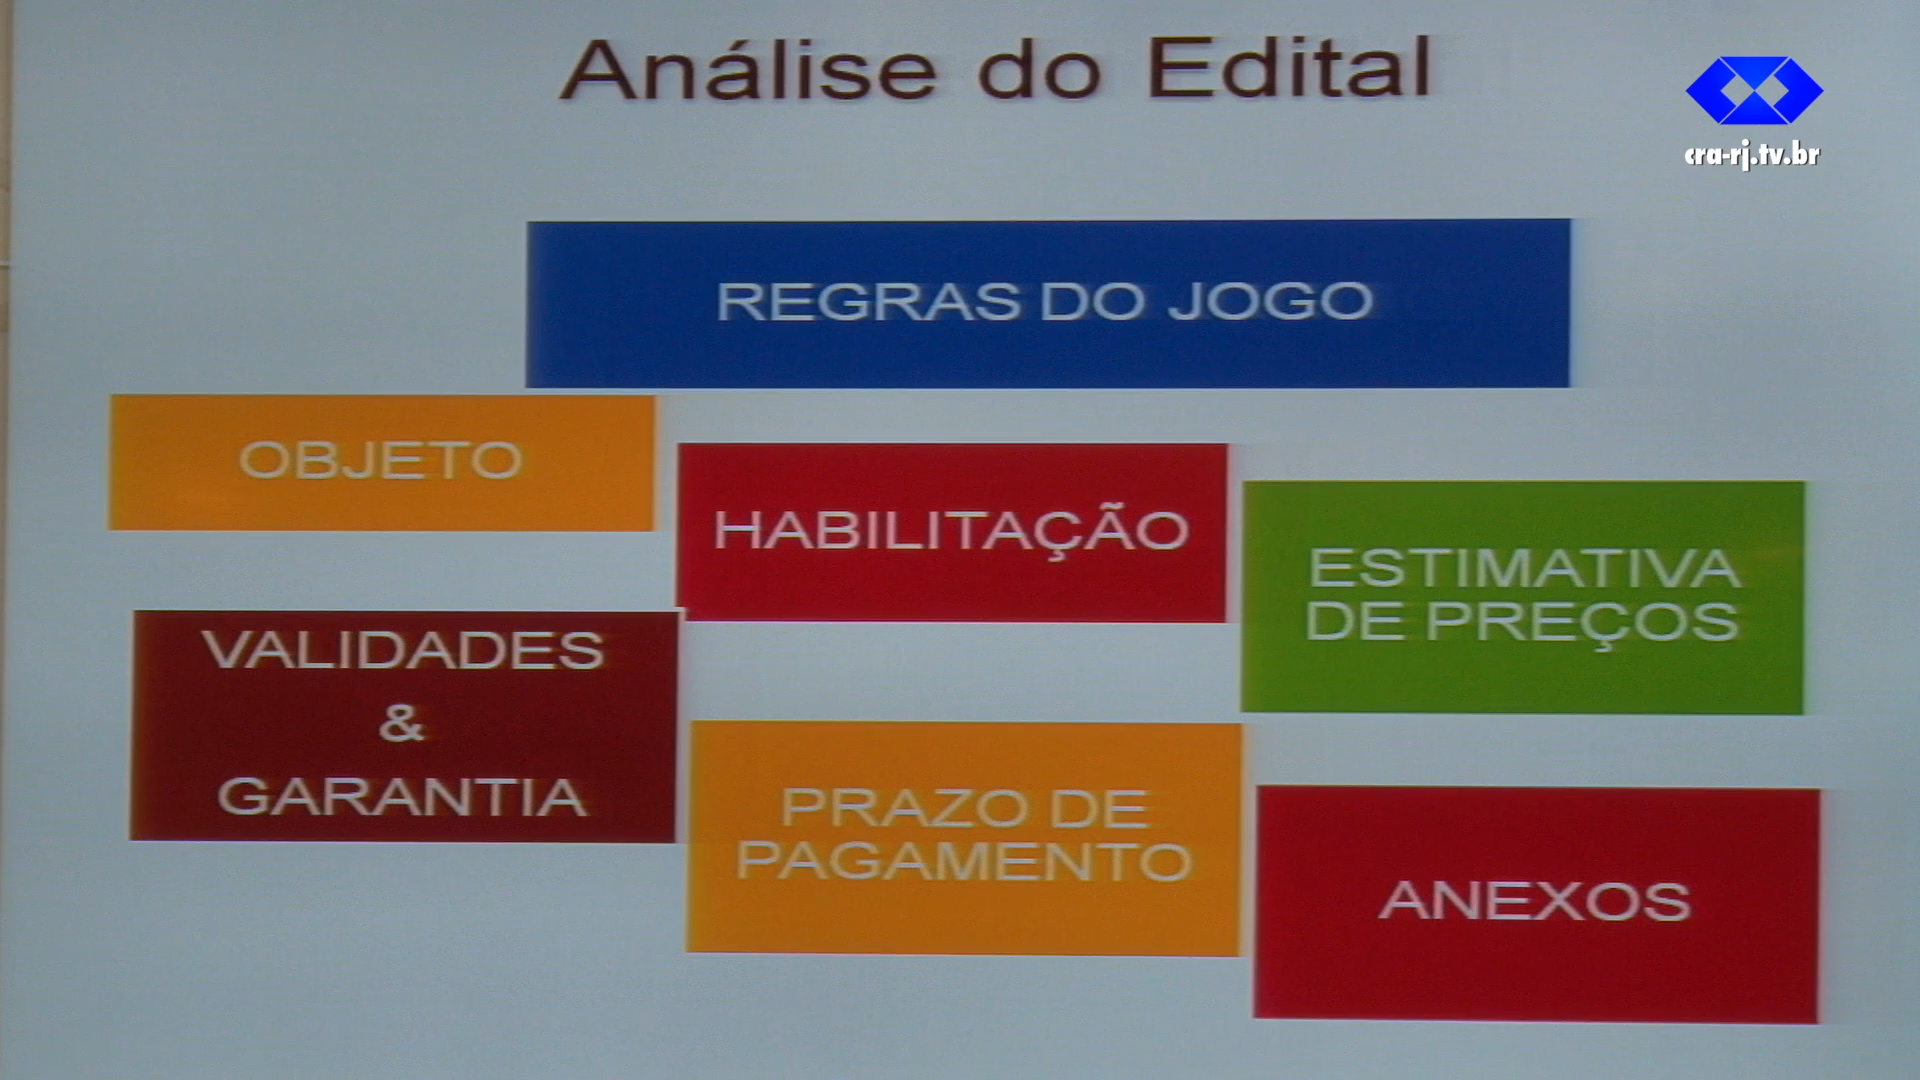 Análise do Edital
cra-rj.tv.br
REGRAS DO JOGO
OBJETO
HABILITAÇÃO
ESTIMATIVA
DE PREÇOS
VALIDADES
&
GARANTIA
PRAZO DE
PAGAMENTO
ANEXOS